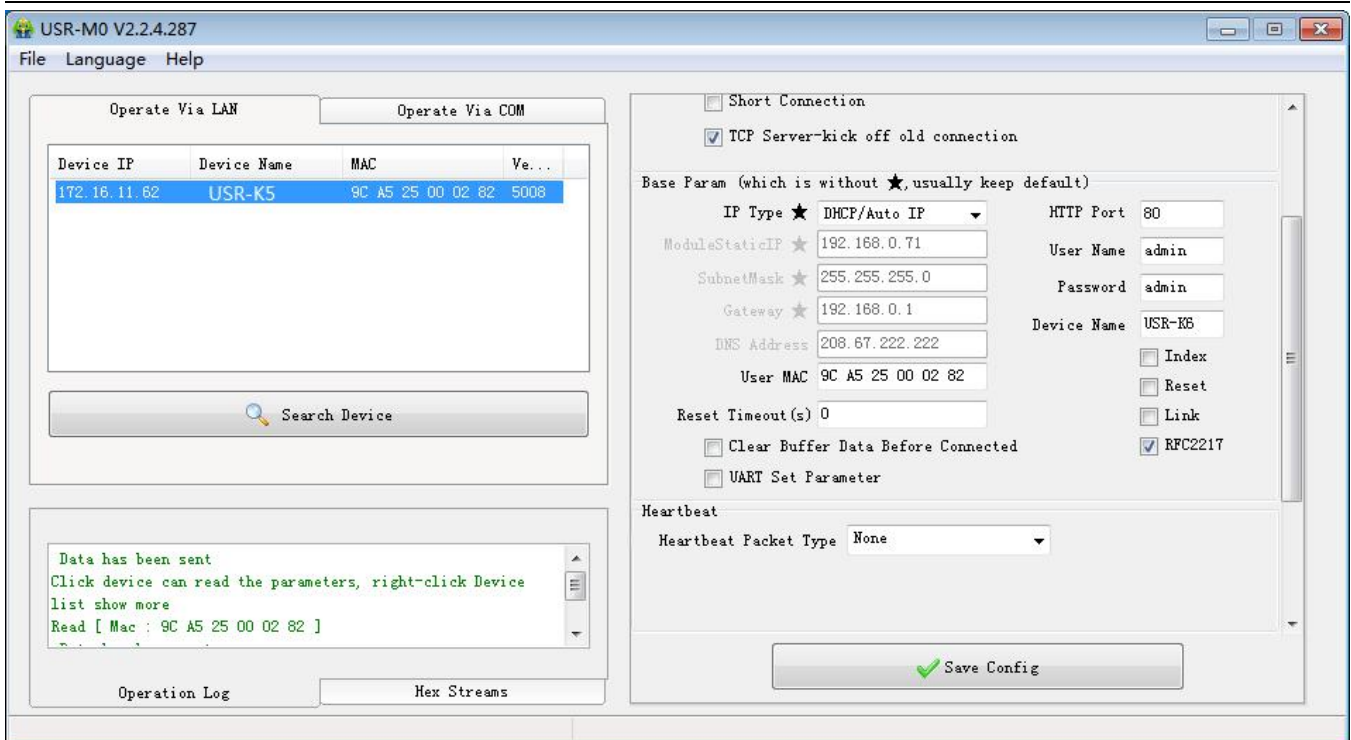 USR-M0 V2.2.4.287
File Language Help
Operate Via LAN Operate Via COM
Device IP Device Name MAC Ve...
172.16.11.62 USR-K5 9C A5 25 00 02 82 5008
Search Device
Data has been sent
Click device can read the parameters, right-click Device
list show more
Read [ Mac : 9C A5 25 00 02 82 ]
Operation Log Hex Streams
Short Connection
TCP Server-kick off old connection
Base Param (which is without ★,usually keep default)
IP Type ★ DHCP/Auto IP HTTP Port 80
ModuleStaticIP ★ 192.168.0.71 User Name admin
SubnetMask ★ 255.255.255.0 Password admin
Gateway ★ 192.168.0.1 Device Name USR-K6
DNS Address 208.67.222.222 Index
User MAC 9C A5 25 00 02 82 Reset
Reset Timeout(s) 0 Link
Clear Buffer Data Before Connected RFC2217
UART Set Parameter
Heartbeat
Heartbeat Packet Type None
Save Config